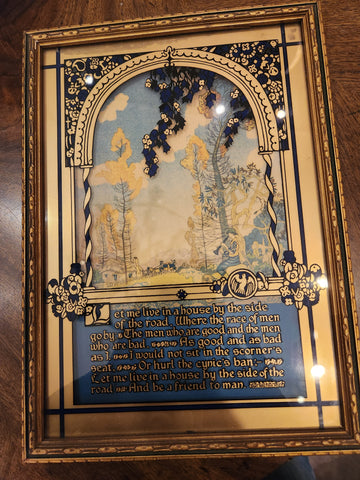 Let me live in a house by the side
of the road, Where the race of men
go by The men who are good and the men
who are bad. As good and as bad
as I. I would not sit in the scorner's
seat. Or hurl the cynic's ban:-
Let me live in a house by the side of the
road And be a friend to man.